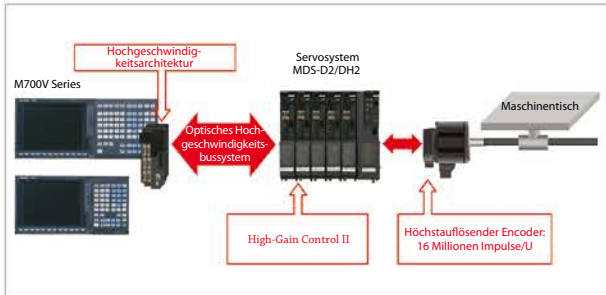 Hochgeschwindig-
keitsarchitektur
M700V Series
Optisches Hoch-
geschwindigkeits-
bussystem
Servosystem
MDS-D2/DH2
Maschinentisch
High-Gain Control II
Höchstauflösender Encoder:
16 Millionen Impulse/U